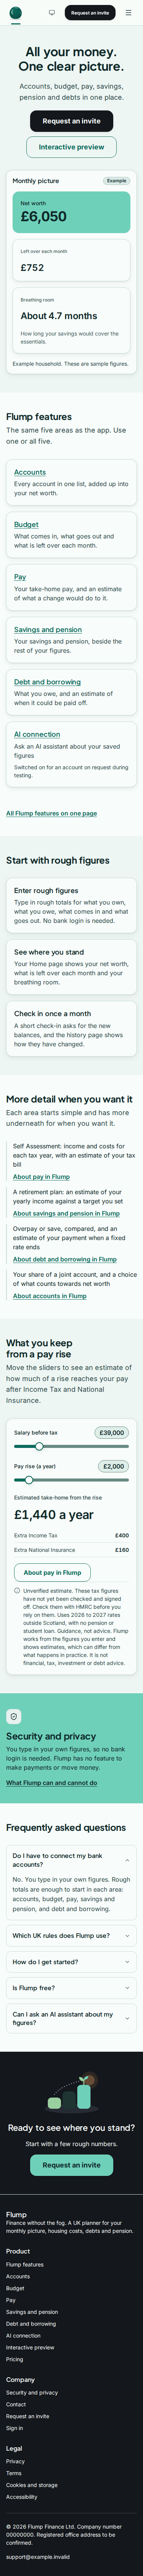 Request an invite
All your money.
One clear picture.
Accounts, budget, pay, savings,
pension and debts in one place.
Request an invite
Interactive preview
Monthly picture
Example
Net worth
£6,050
Left over each month
£752
Breathing room
About 4.7 months
How long your savings would cover the
essentials.
Example household. These are sample figures.
Flump features
The same five areas as the app. Use
one or all five.
Accounts
Every account in one list, added up into
your net worth.
Budget
What comes in, what goes out and
what is left over each month.
Pay
Your take-home pay, and an estimate
of what a change would do to it.
Savings and pension
Your savings and pension, beside the
rest of your figures.
Debt and borrowing
What you owe, and an estimate of
when it could be paid off.
AI connection
Ask an AI assistant about your saved
figures
Switched on for an account on request during
testing.
All Flump features on one page
Start with rough figures
Enter rough figures
Type in rough totals for what you own,
what you owe, what comes in and what
goes out. No bank login is needed.
See where you stand
Your Home page shows your net worth,
what is left over each month and your
breathing room.
Check in once a month
A short check-in asks for the new
balances, and the history page shows
how they have changed.
More detail when you want it
Each area starts simple and has more
underneath for when you want it.
Self Assessment: income and costs for
each tax year, with an estimate of your tax
bill
About pay in Flump
A retirement plan: an estimate of your
yearly income against a target you set
About savings and pension in Flump
Overpay or save, compared, and an
estimate of your payment when a fixed
rate ends
About debt and borrowing in Flump
Your share of a joint account, and a choice
of what counts towards net worth
About accounts in Flump
What you keep
from a pay rise
Move the sliders to see an estimate of
how much of a rise reaches your pay
after Income Tax and National
Insurance.
Salary before tax
£39,000
Pay rise (a year)
£2,000
Estimated take-home from the rise
£1,440 a year
Extra Income Tax £400
Extra National Insurance £160
About pay in Flump
Unverified estimate. These tax figures
have not yet been checked and signed
off. Check them with HMRC before you
rely on them. Uses 2026 to 2027 rates
outside Scotland, with no pension or
student loan. Guidance, not advice. Flump
works from the figures you enter and
shows estimates, which can differ from
what happens in practice. It is not
financial, tax, investment or debt advice.
Security and privacy
You type in your own figures, so no bank
login is needed. Flump has no feature to
make payments or move money.
What Flump can and cannot do
Frequently asked questions
Do I have to connect my bank
accounts?
No. You type in your own figures. Rough
totals are enough to start in each area:
accounts, budget, pay, savings and
pension, and debt and borrowing.
Which UK rules does Flump use?
How do I get started?
Is Flump free?
Can I ask an AI assistant about my
figures?
Ready to see where you stand?
Start with a few rough numbers.
Request an invite
Flump
Finance without the fog. A UK planner for your
monthly picture, housing costs, debts and pension.
Product
Flump features
Accounts
Budget
Pay
Savings and pension
Debt and borrowing
AI connection
Interactive preview
Pricing
Company
Security and privacy
Contact
Request an invite
Sign in
Legal
Privacy
Terms
Cookies and storage
Accessibility
© 2026 Flump Finance Ltd. Company number
00000000. Registered office address to be
confirmed.
support@example.invalid